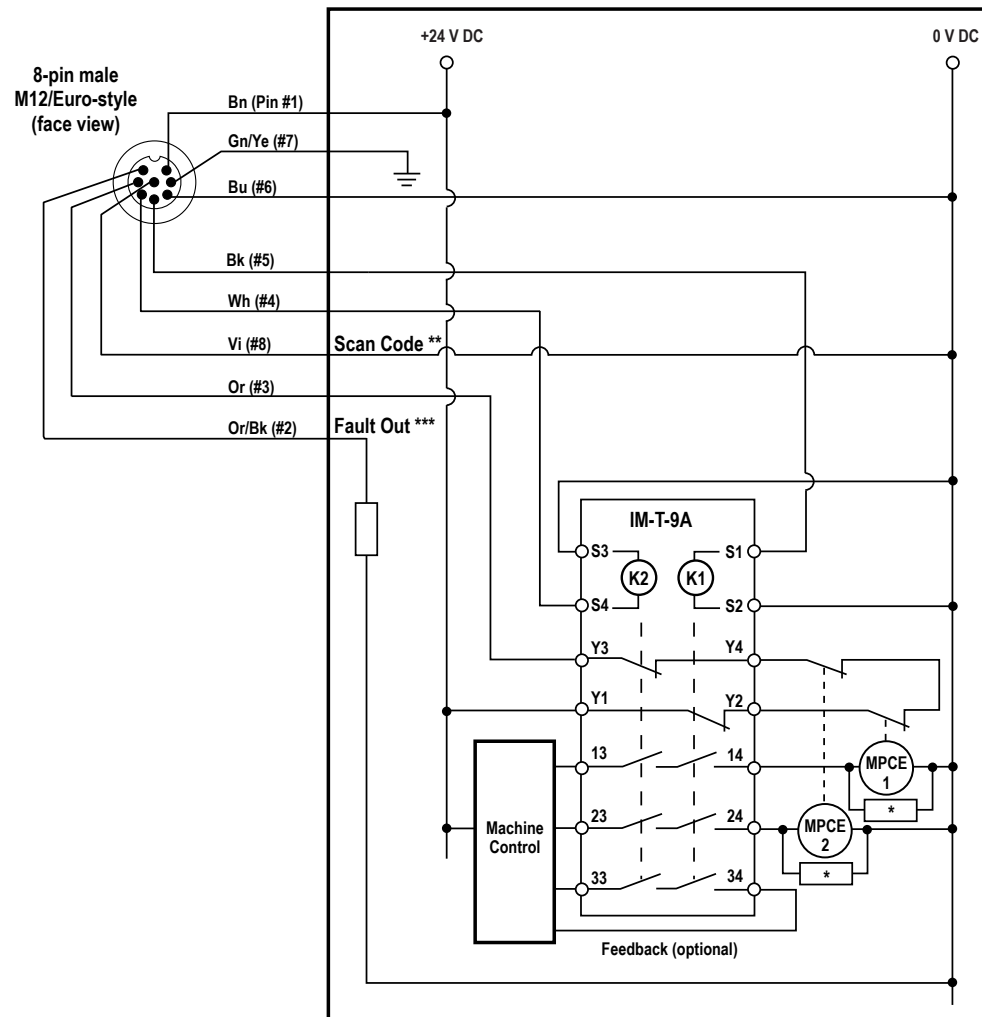 +24 V DC
0 V DC
8-pin male
M12/Euro-style
(face view)
Bn (Pin #1)
Gn/Ye (#7)
Bu (#6)
Bk (#5)
Wh (#4)
Vi (#8)
Scan Code **
Or (#3)
Or/Bk (#2)
Fault Out ***
IM-T-9A
S3
S1
K2
K1
S4
S2
Y3
Y4
Y1
Y2
13
14
MPCE
1
*
23
24
MPCE
2
*
Machine
Control
33
34
Feedback (optional)